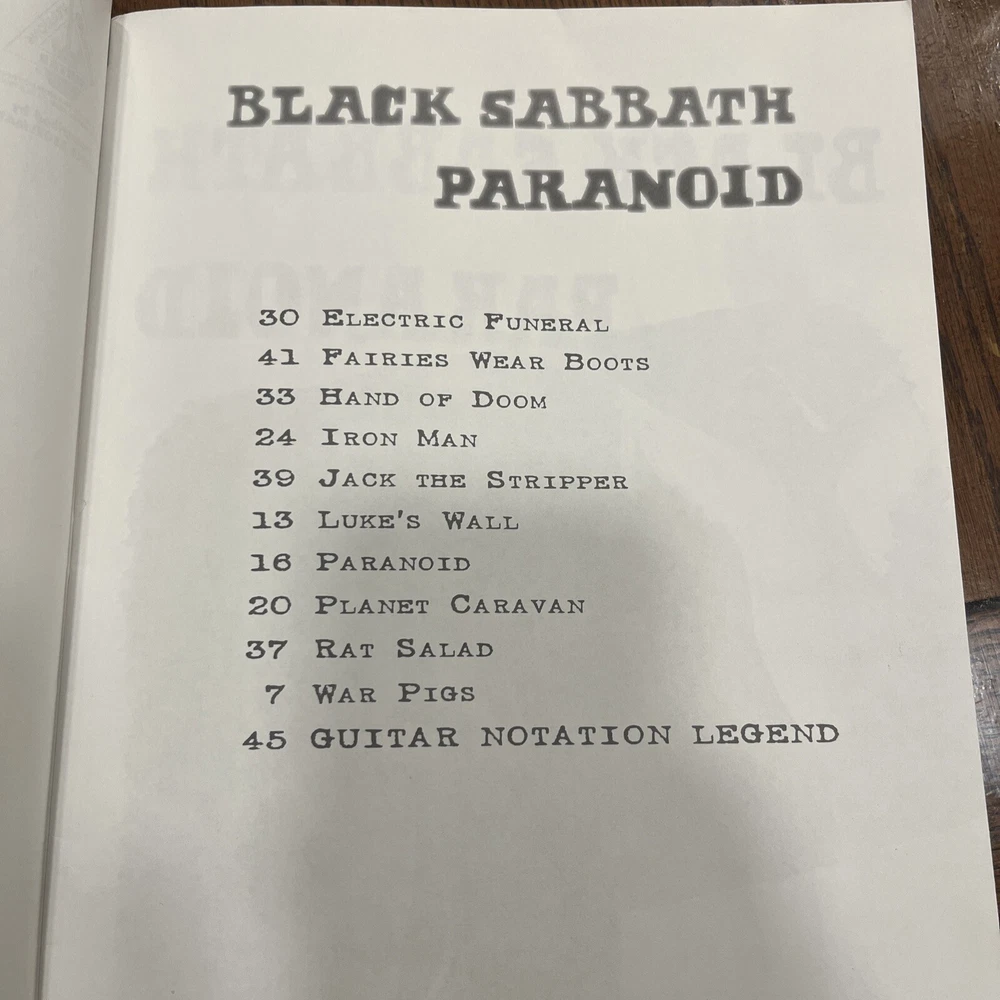 BLACK SABBATH
PARANOID
30 ELECTRIC FUNERAL
41 FAIRIES WEAR BOOTS
33 HAND OF DOOM
24 IRON MAN
39 JACK THE STRIPPER
13 LUKE'S WALL
16 PARANOID
20 PLANET CARAVAN
37 RAT SALAD
7 WAR PIGS
45 GUITAR NOTATION LEGEND